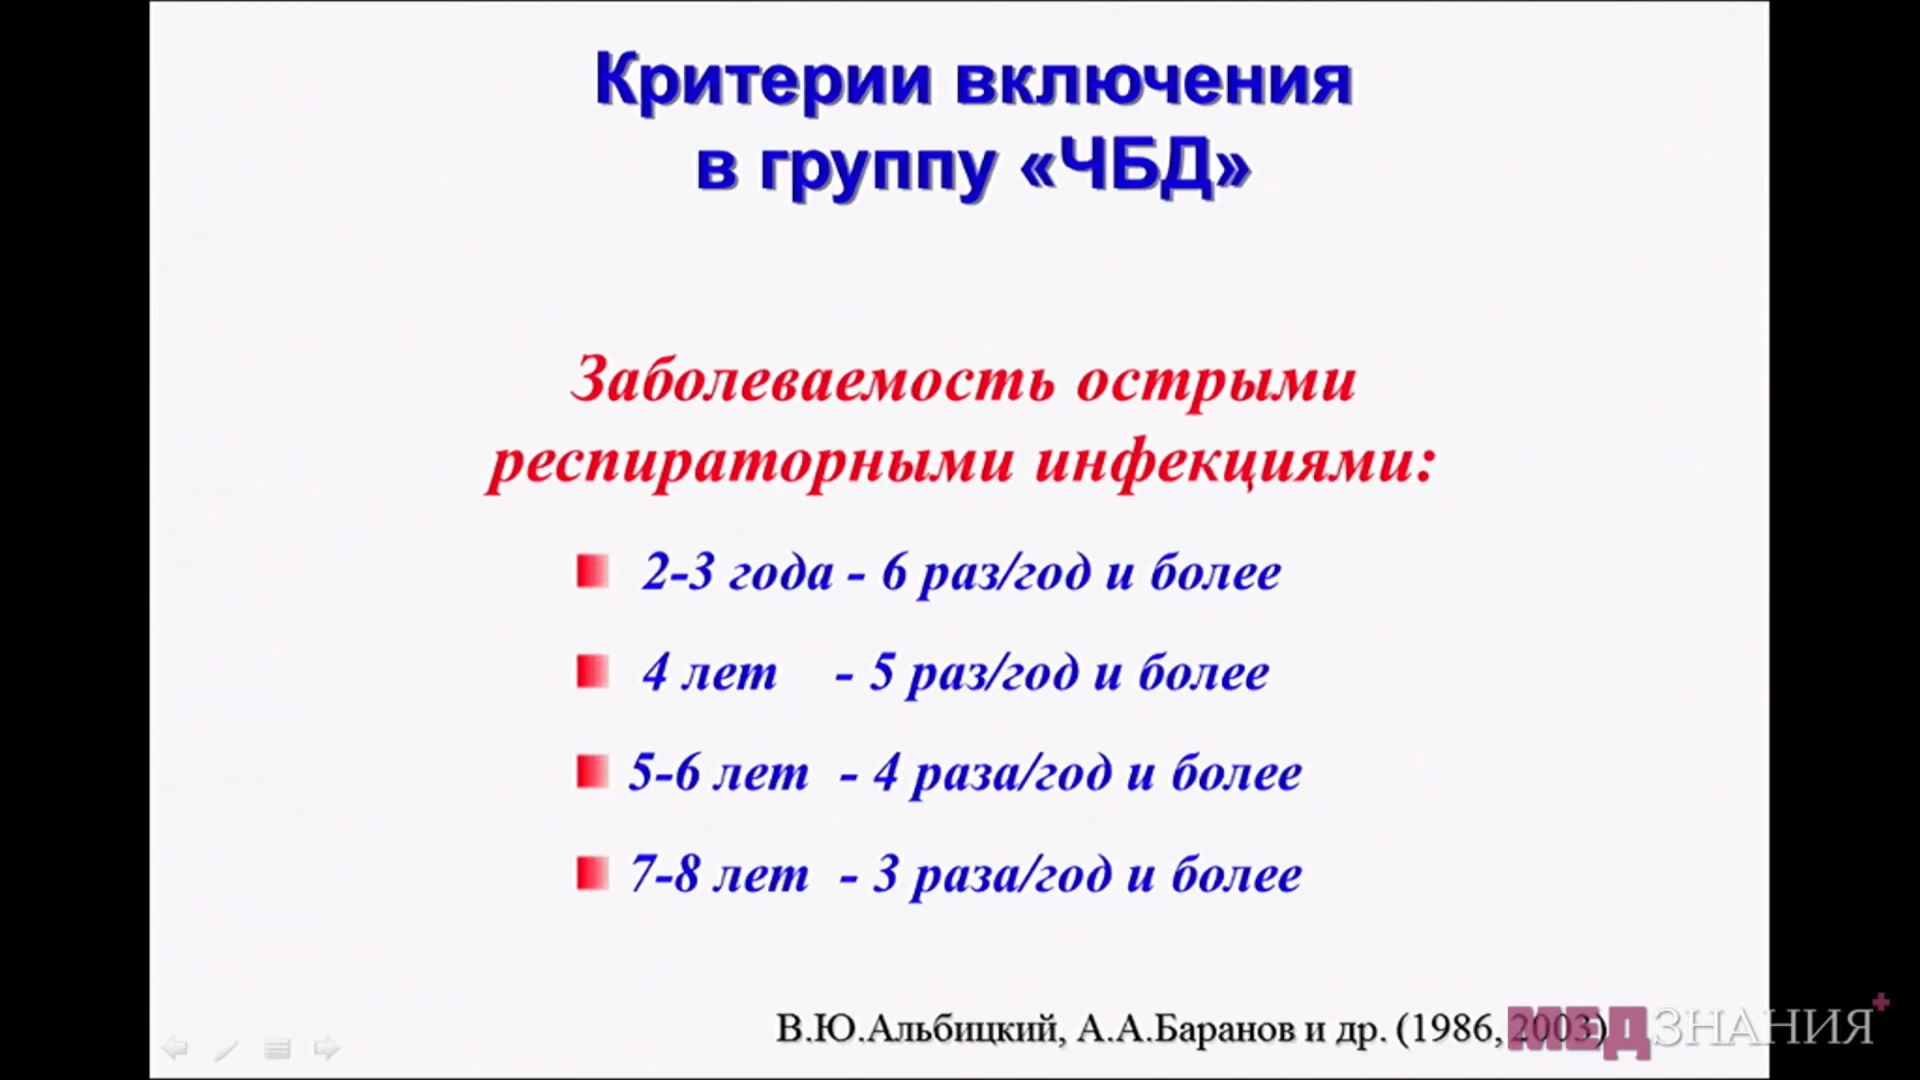 Критерии включения
в группу «ЧБД»
Заболеваемость острыми
респираторными инфекциями:
2-3 года - 6 раз/год и более
4 лет - 5 раз/год и более
5-6 лет - 4 раза/год и более
7-8 лет - 3 раза/год и более
В.Ю.Альбицкий, А.А.Баранов и др. (1986, 2003)
МЕДЗНАНИЯ+